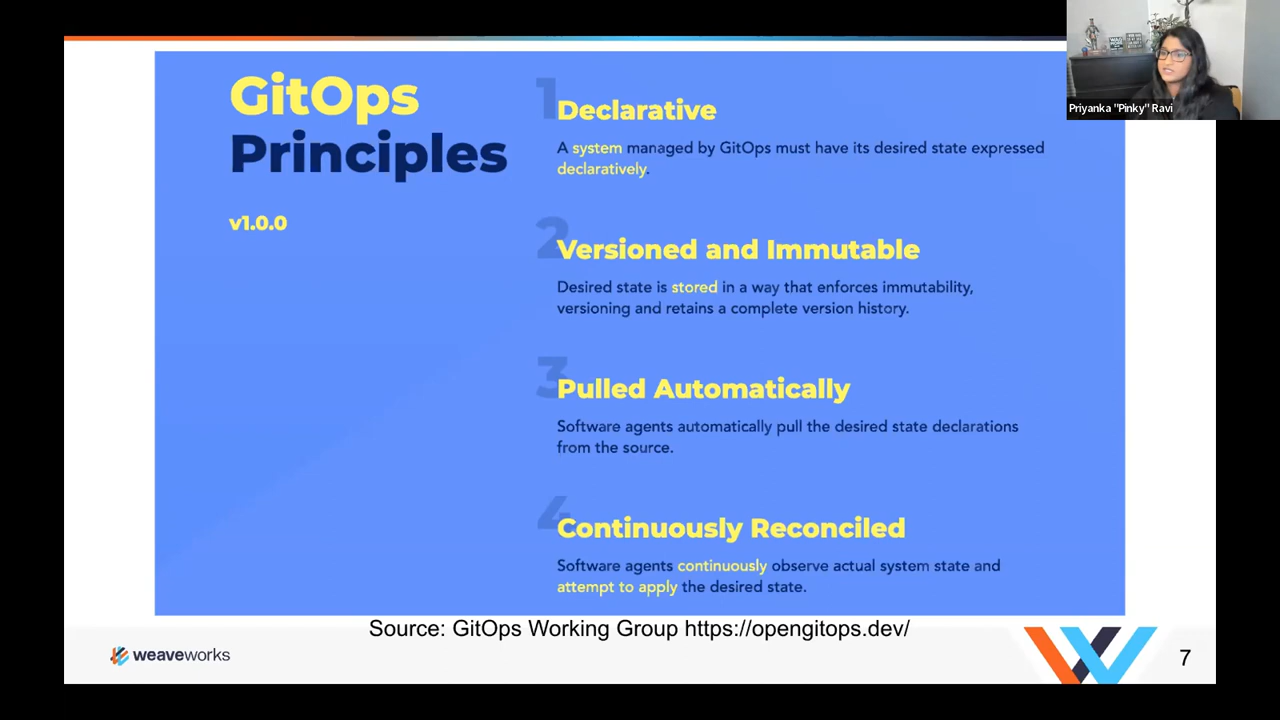 GitOps
Principles
v1.0.0
1
Declarative
A system managed by GitOps must have its desired state expressed
declaratively.
2
Versioned and Immutable
Desired state is stored in a way that enforces immutability,
versioning and retains a complete version history.
3
Pulled Automatically
Software agents automatically pull the desired state declarations
from the source.
4
Continuously Reconciled
Software agents continuously observe actual system state and
attempt to apply the desired state.
Source: GitOps Working Group https://opengitops.dev/
weaveworks
7
Priyanka "Pinky" Ravi